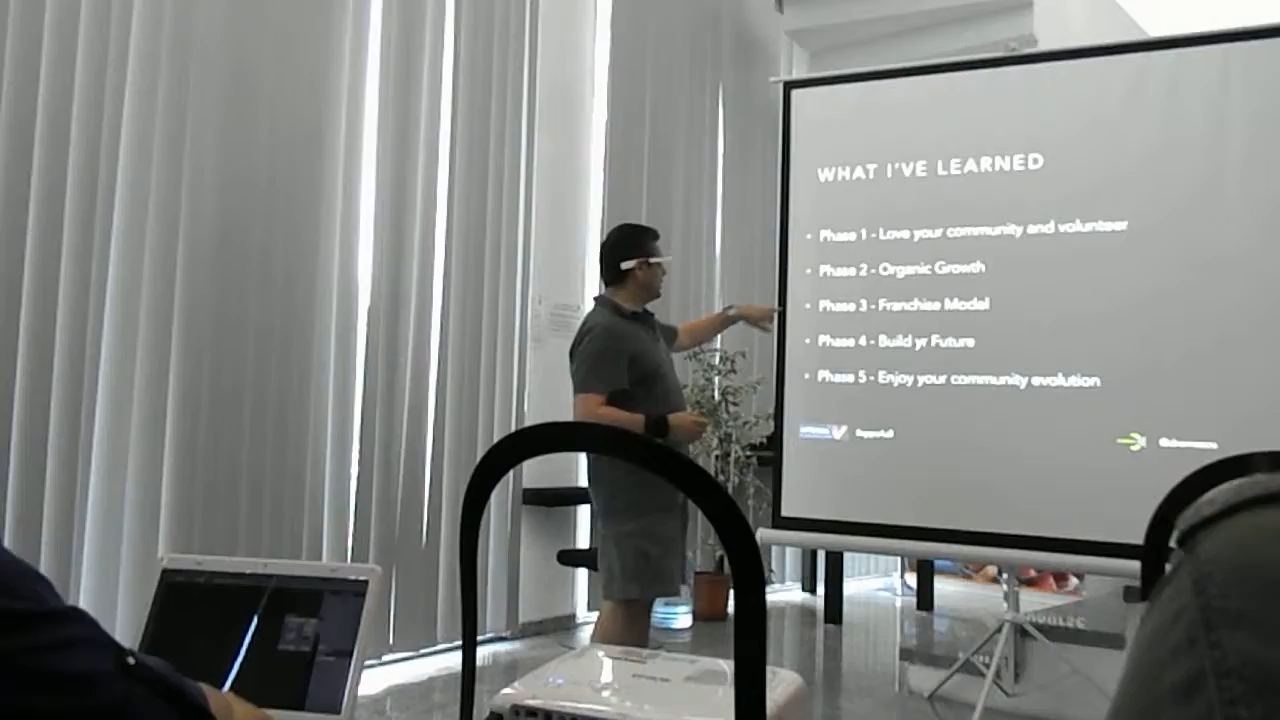 WHAT I'VE LEARNED
• Phase 1 - Love your community and volunteer
• Phase 2 - Organic Growth
• Phase 3 - Franchise Model
• Phase 4 - Build yr Future
• Phase 5 - Enjoy your community evolution